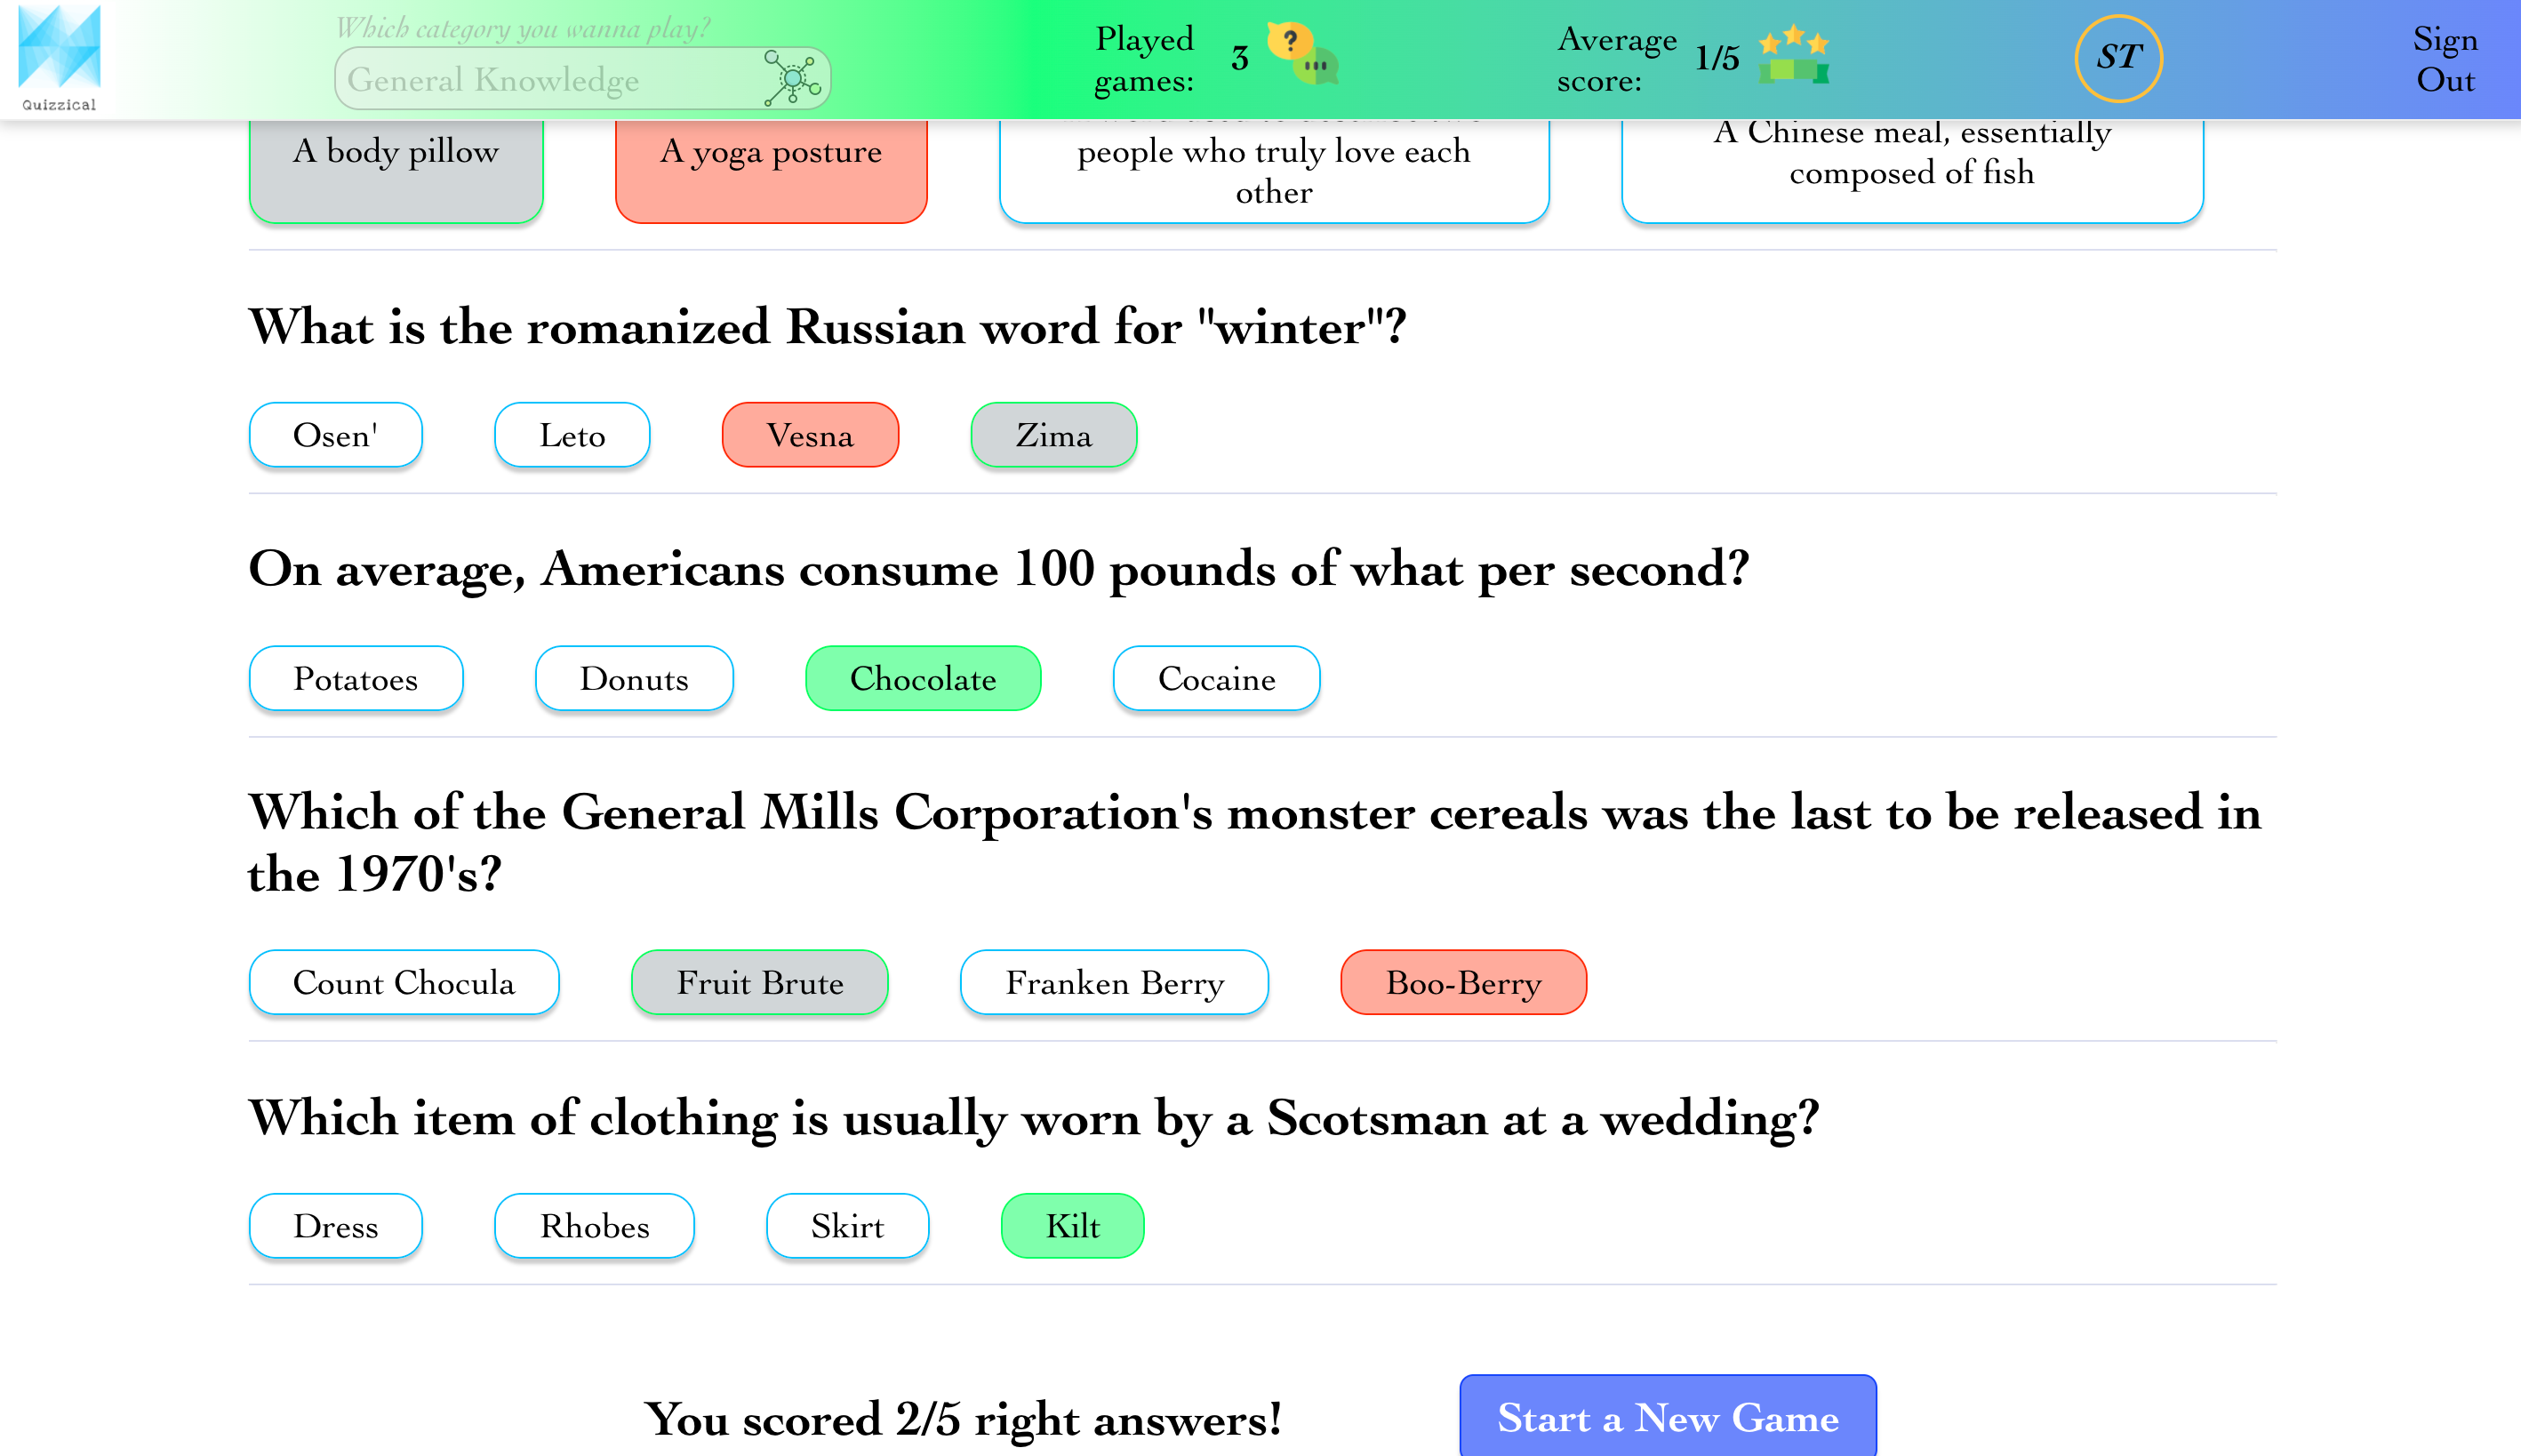 Quizzical
Which category you wanna play?
General Knowledge
Played
games:
3
?
Average
score:
1/5
ST
Sign
Out
A body pillow
A yoga posture
people who truly love each
other
A Chinese meal, essentially
composed of fish
What is the romanized Russian word for "winter"?
Osen'
Leto
Vesna
Zima
On average, Americans consume 100 pounds of what per second?
Potatoes
Donuts
Chocolate
Cocaine
Which of the General Mills Corporation's monster cereals was the last to be released in
the 1970's?
Count Chocula
Fruit Brute
Franken Berry
Boo-Berry
Which item of clothing is usually worn by a Scotsman at a wedding?
Dress
Rhobes
Skirt
Kilt
You scored 2/5 right answers!
Start a New Game